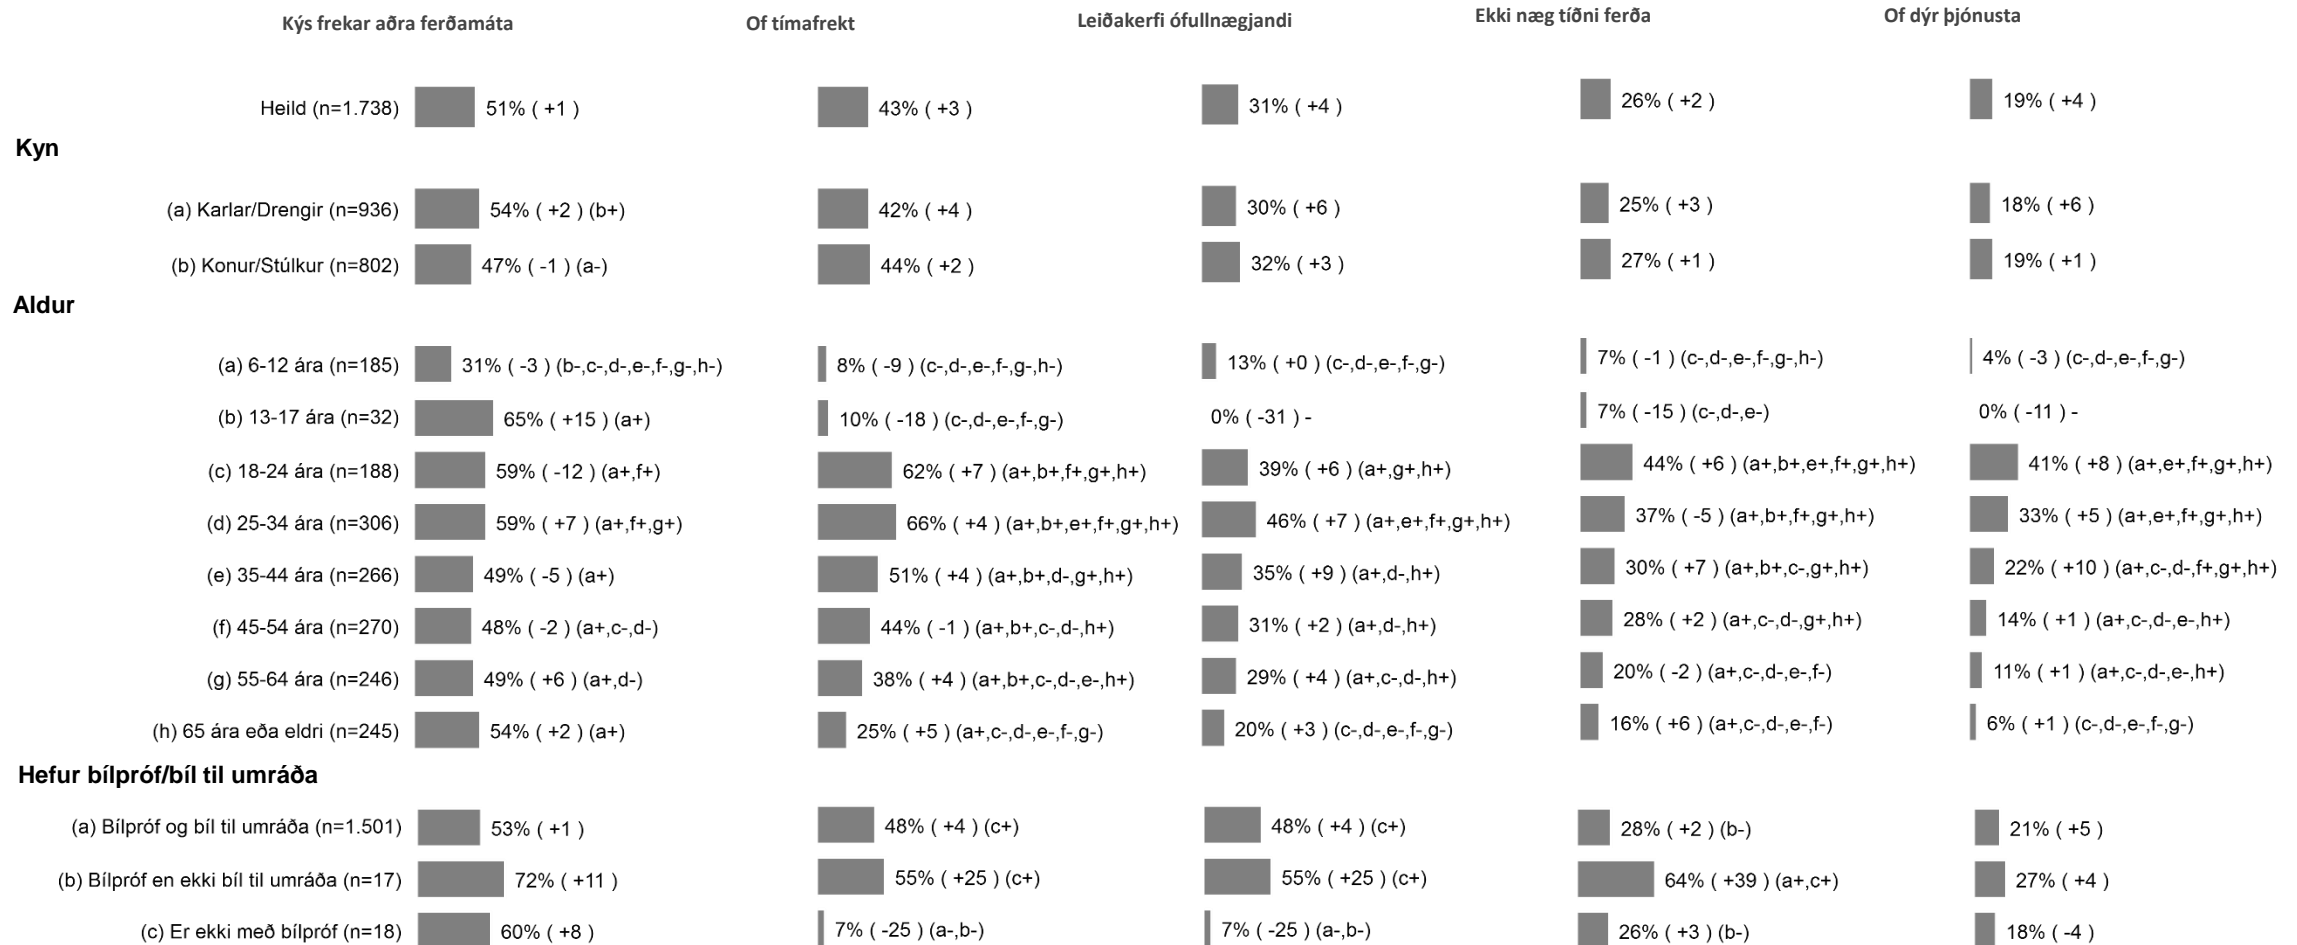 Kýs frekar aðra ferðamáta Of tímafrekt Leiðakerfi ófullnægjandi Ekki næg tíðni ferða Of dýr þjónusta
Heild (n=1.738) 51% ( +1 ) 43% ( +3 ) 31% ( +4 ) 26% ( +2 ) 19% ( +4 )
Kyn
(a) Karlar/Drengir (n=936) 54% ( +2 ) (b+) 42% ( +4 ) 30% ( +6 ) 25% ( +3 ) 18% ( +6 )
(b) Konur/Stúlkur (n=802) 47% ( -1 ) (a-) 44% ( +2 ) 32% ( +3 ) 27% ( +1 ) 19% ( +1 )
Aldur
(a) 6-12 ára (n=185) 31% ( -3 ) (b-,c-,d-,e-,f-,g-,h-) 8% ( -9 ) (c-,d-,e-,f-,g-,h-) 13% ( +0 ) (c-,d-,e-,f-,g-) 7% ( -1 ) (c-,d-,e-,f-,g-,h-) 4% ( -3 ) (c-,d-,e-,f-,g-)
(b) 13-17 ára (n=32) 65% ( +15 ) (a+) 10% ( -18 ) (c-,d-,e-,f-,g-) 0% ( -31 ) - 7% ( -15 ) (c-,d-,e-) 0% ( -11 ) -
(c) 18-24 ára (n=188) 59% ( -12 ) (a+,f+) 62% ( +7 ) (a+,b+,f+,g+,h+) 39% ( +6 ) (a+,g+,h+) 44% ( +6 ) (a+,b+,e+,f+,g+,h+) 41% ( +8 ) (a+,e+,f+,g+,h+)
(d) 25-34 ára (n=306) 59% ( +7 ) (a+,f+,g+) 66% ( +4 ) (a+,b+,e+,f+,g+,h+) 46% ( +7 ) (a+,e+,f+,g+,h+) 37% ( -5 ) (a+,b+,f+,g+,h+) 33% ( +5 ) (a+,e+,f+,g+,h+)
(e) 35-44 ára (n=266) 49% ( -5 ) (a+) 51% ( +4 ) (a+,b+,d-,g+,h+) 35% ( +9 ) (a+,d-,h+) 30% ( +7 ) (a+,b+,c-,g+,h+) 22% ( +10 ) (a+,c-,d-,f+,g+,h+)
(f) 45-54 ára (n=270) 48% ( -2 ) (a+,c-,d-) 44% ( -1 ) (a+,b+,c-,d-,h+) 31% ( +2 ) (a+,d-,h+) 28% ( +2 ) (a+,c-,d-,g+,h+) 14% ( +1 ) (a+,c-,d-,e-,h+)
(g) 55-64 ára (n=246) 49% ( +6 ) (a+,d-) 38% ( +4 ) (a+,b+,c-,d-,e-,h+) 29% ( +4 ) (a+,c-,d-,h+) 20% ( -2 ) (a+,c-,d-,e-,f-) 11% ( +1 ) (a+,c-,d-,e-,h+)
(h) 65 ára eða eldri (n=245) 54% ( +2 ) (a+) 25% ( +5 ) (a+,c-,d-,e-,f-,g-) 20% ( +3 ) (c-,d-,e-,f-,g-) 16% ( +6 ) (a+,c-,d-,e-,f-) 6% ( +1 ) (c-,d-,e-,f-,g-)
Hefur bílpróf/bíl til umráða
(a) Bílpróf og bíl til umráða (n=1.501) 53% ( +1 ) 48% ( +4 ) (c+) 48% ( +4 ) (c+) 28% ( +2 ) (b-) 21% ( +5 )
(b) Bílpróf en ekki bíl til umráða (n=17) 72% ( +11 ) 55% ( +25 ) (c+) 55% ( +25 ) (c+) 64% ( +39 ) (a+,c+) 27% ( +4 )
(c) Er ekki með bílpróf (n=18) 60% ( +8 ) 7% ( -25 ) (a-,b-) 7% ( -25 ) (a-,b-) 26% ( +3 ) (b-) 18% ( -4 )